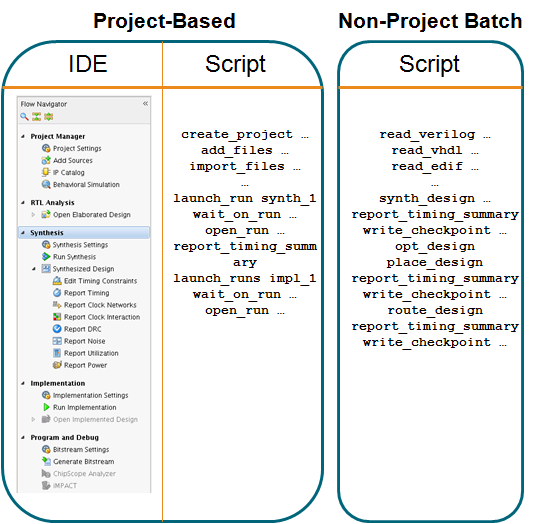 Project-Based
Non-Project Batch
IDE
Script
Script
Flow Navigator
Project Manager
Project Settings
Add Sources
IP Catalog
Behavioral Simulation
RTL Analysis
Open Elaborated Design
Synthesis
Synthesis Settings
Run Synthesis
Synthesized Design
Edit Timing Constraints
Report Timing
Report Clock Networks
Report Clock Interaction
Report DRC
Report Noise
Report Utilization
Report Power
Implementation
Implementation Settings
Run Implementation
Open Implemented Design
Program and Debug
Bitstream Settings
Generate Bitstream
ChipScope Analyzer
iMPACT
create_project …
add_files …
import_files …
…
launch_run synth_1
wait_on_run …
open_run …
report_timing_summ
ary
launch_runs impl_1
wait_on_run …
open_run …
read_verilog …
read_vhdl …
read_edif …
…
synth_design …
report_timing_summary
write_checkpoint …
opt_design
place_design
report_timing_summary
write_checkpoint …
route_design
report_timing_summary
write_checkpoint …